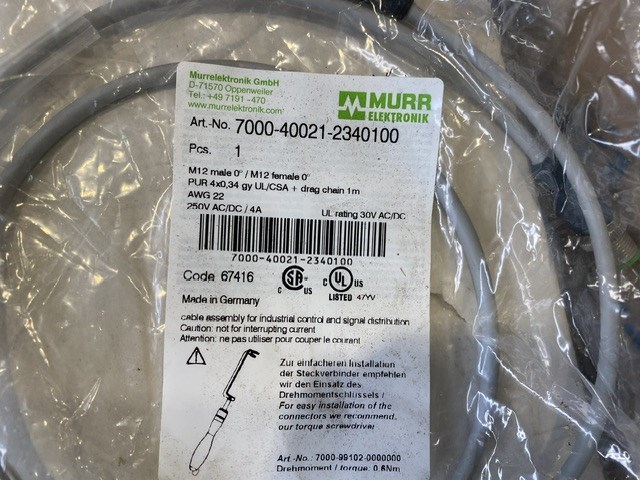 Murrelektronik GmbH
D-71570 Oppenweiler
Tel.: +49 7191 -470
www.murrelektronik.com
MURR
ELEKTRONIK
Art.-No. 7000-40021-2340100
Pcs. 1
M12 male 0° / M12 female 0°
PUR 4x0,34 gy UL/CSA + drag chain 1m
AWG 22
250V AC/DC / 4A
UL rating 30V AC/DC
7000-40021-2340100
Code 67416
C US
C UL US
LISTED 47YV
Made in Germany
cable assembly for industrial control and signal distribution
Caution: not for interrupting current
Attention: ne pas utiliser pour couper le courant
Zur einfacheren Installation
der Steckverbinder empfehlen
wir den Einsatz des
Drehmomentschlüssels /
For easy installation of the
connectors we recommend
our torque screwdriver
Art.-No.: 7000-99102-0000000
Drehmoment / torque: 0,6Nm